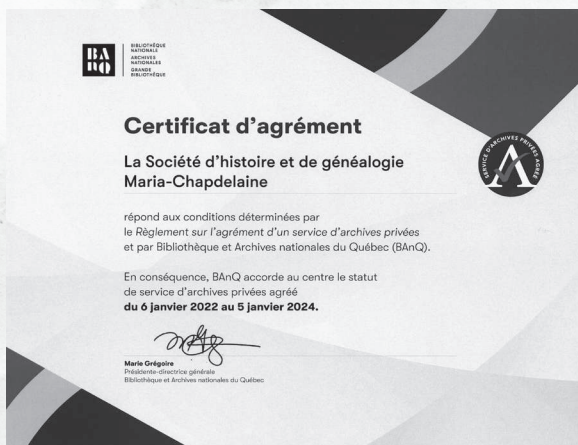 BAnQ
BIBLIOTHÈQUE
NATIONALE
ARCHIVES
NATIONALES
GRANDE
BIBLIOTHÈQUE
Certificat d'agrément
La Société d'histoire et de généalogie
Maria-Chapdelaine
SERVICE D'ARCHIVES PRIVÉES AGRÉÉ
répond aux conditions déterminées par
le Règlement sur l'agrément d'un service d'archives privées
et par Bibliothèque et Archives nationales du Québec (BAnQ).
En conséquence, BAnQ accorde au centre le statut
de service d'archives privées agréé
du 6 janvier 2022 au 5 janvier 2024.
Marie Grégoire
Présidente-directrice générale
Bibliothèque et Archives nationales du Québec